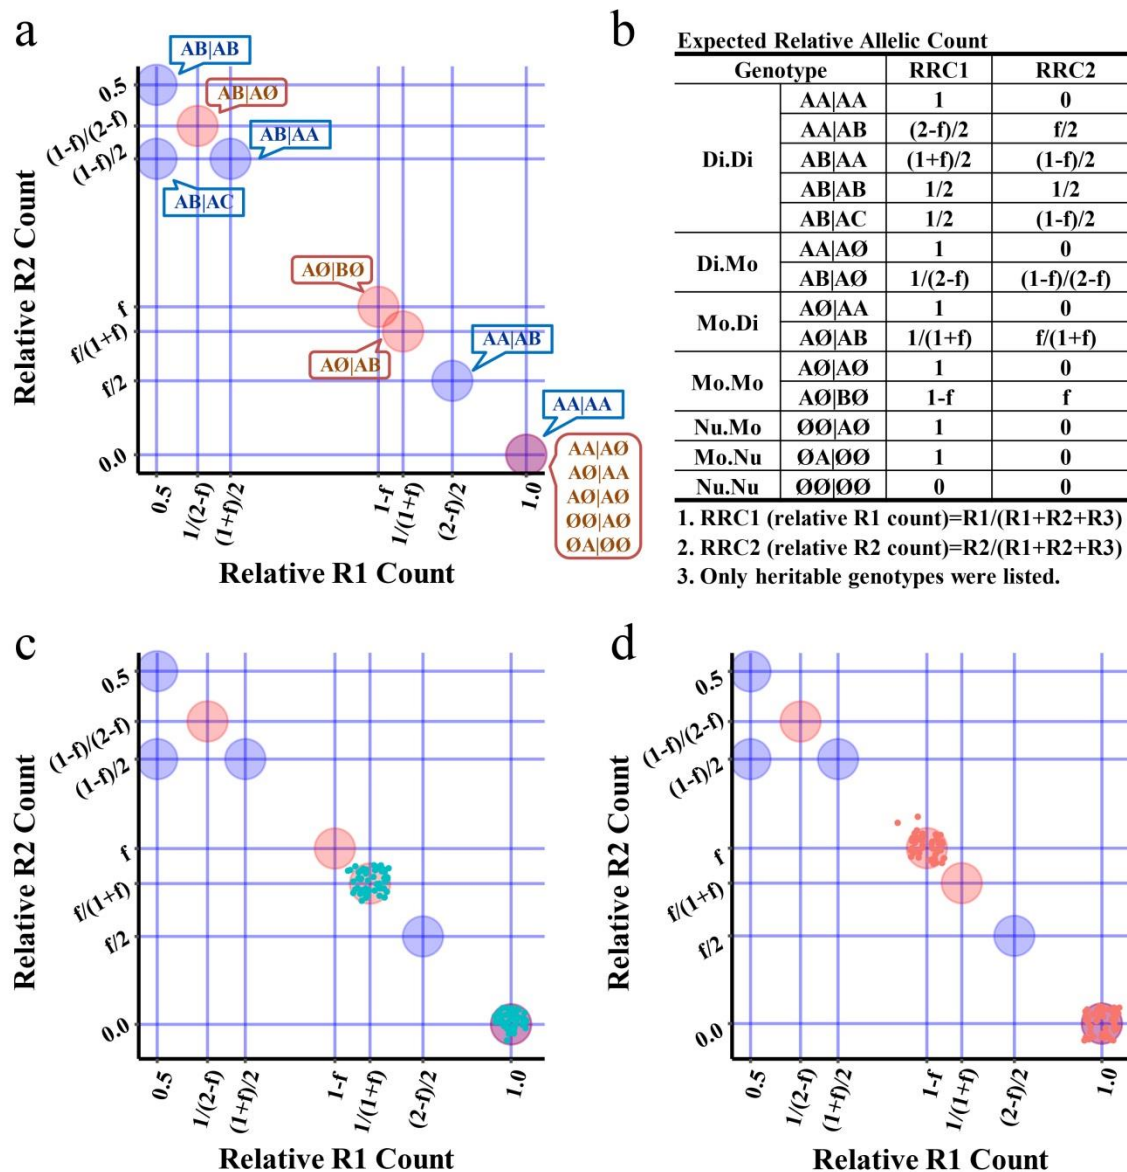 a
AB|AB
AB|AØ
AB|AA
AB|AC
AØ|BØ
AØ|AB
AA|AB
AA|AA
AA|AØ
AØ|AA
AØ|AØ
ØØ|AØ
ØA|ØØ
0.5
(1-f)/(2-f)
(1-f)/2
f
f/(1+f)
f/2
0.0
Relative R2 Count
0.5
1/(2-f)
(1+f)/2
1-f
1/(1+f)
(2-f)/2
1.0
Relative R1 Count
b
Expected Relative Allelic Count
Genotype RRC1 RRC2
Di.Di
AA|AA 1 0
AA|AB (2-f)/2 f/2
AB|AA (1+f)/2 (1-f)/2
AB|AB 1/2 1/2
AB|AC 1/2 (1-f)/2
Di.Mo
AA|AØ 1 0
AB|AØ 1/(2-f) (1-f)/(2-f)
Mo.Di
AØ|AA 1 0
AØ|AB 1/(1+f) f/(1+f)
Mo.Mo
AØ|AØ 1 0
AØ|BØ 1-f f
Nu.Mo ØØ|AØ 1 0
Mo.Nu ØA|ØØ 1 0
Nu.Nu ØØ|ØØ 0 0
1. RRC1 (relative R1 count)=R1/(R1+R2+R3)
2. RRC2 (relative R2 count)=R2/(R1+R2+R3)
3. Only heritable genotypes were listed.
c
0.5
(1-f)/(2-f)
(1-f)/2
f
f/(1+f)
f/2
0.0
Relative R2 Count
0.5
1/(2-f)
(1+f)/2
1-f
1/(1+f)
(2-f)/2
1.0
Relative R1 Count
d
0.5
(1-f)/(2-f)
(1-f)/2
f
f/(1+f)
f/2
0.0
Relative R2 Count
0.5
1/(2-f)
(1+f)/2
1-f
1/(1+f)
(2-f)/2
1.0
Relative R1 Count